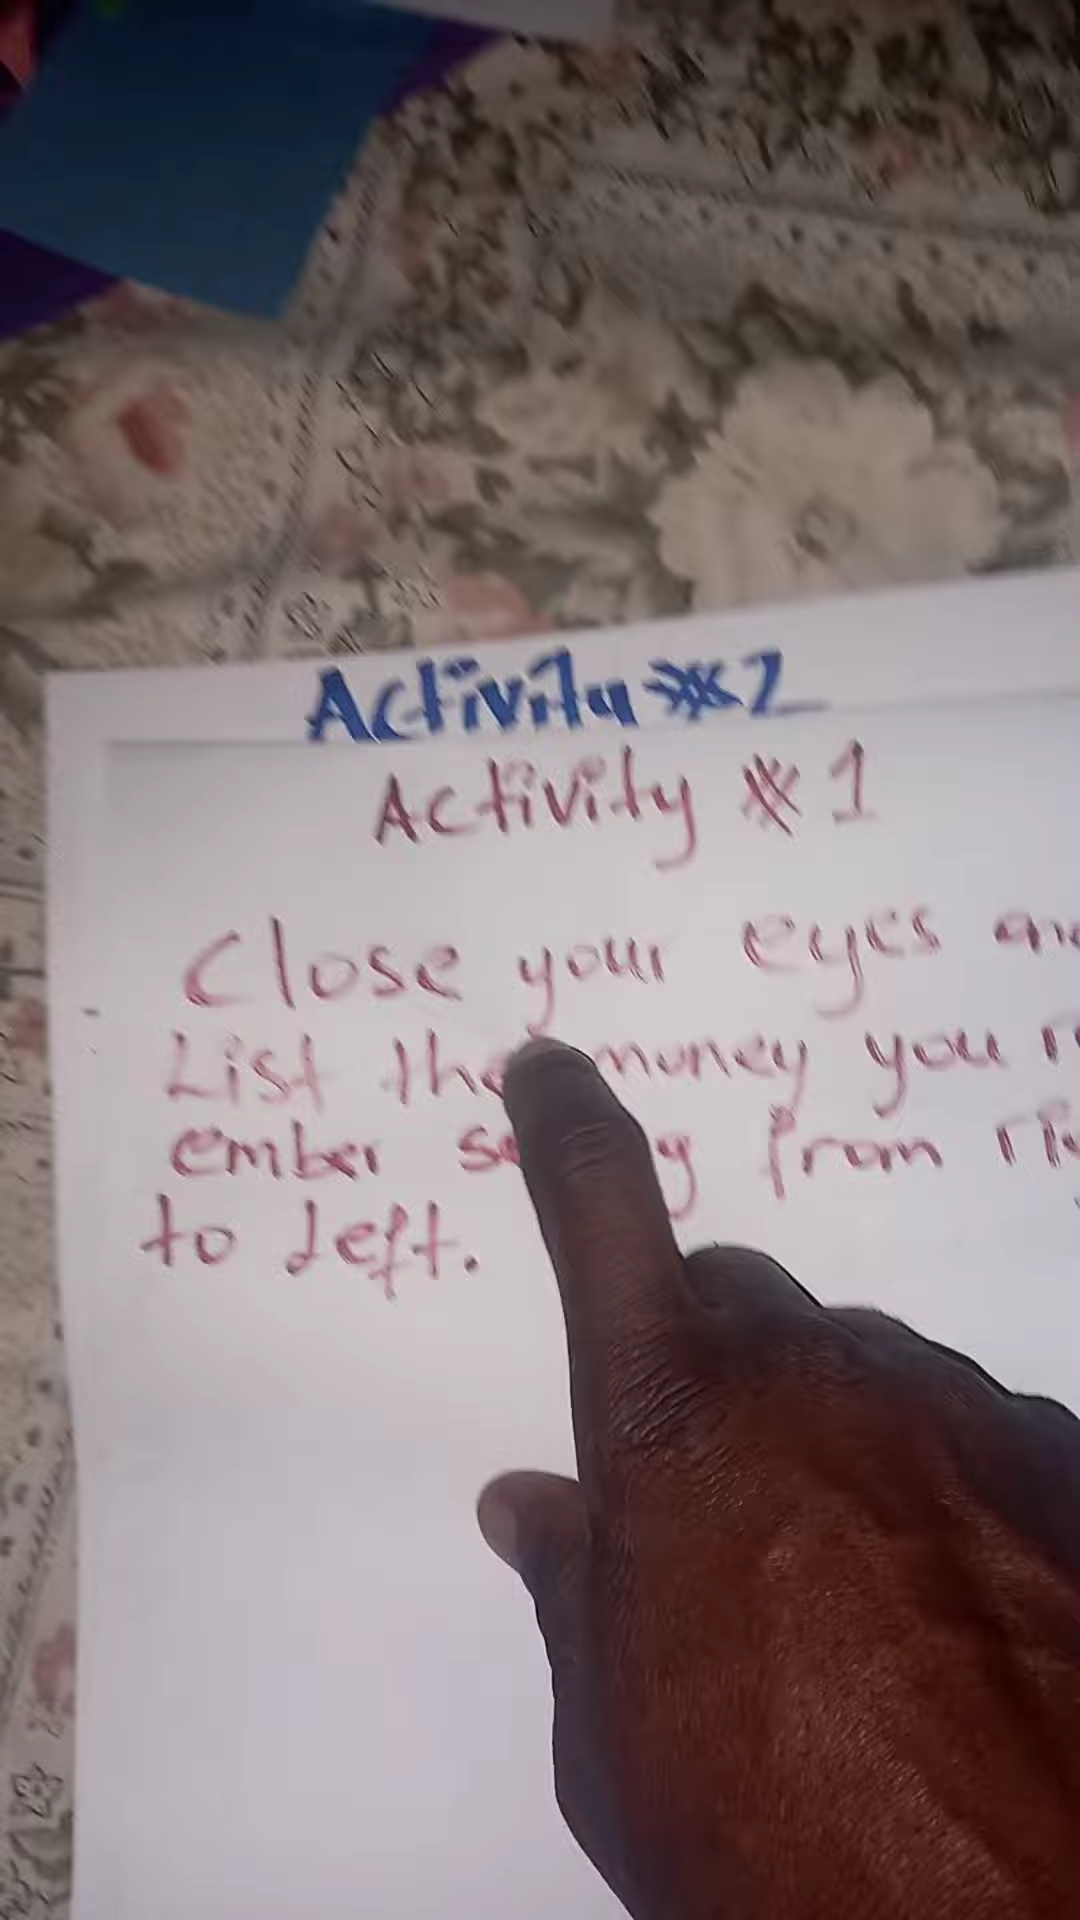 Activity #2
Activity #1
Close your eyes
List the money you
ember from
to left.